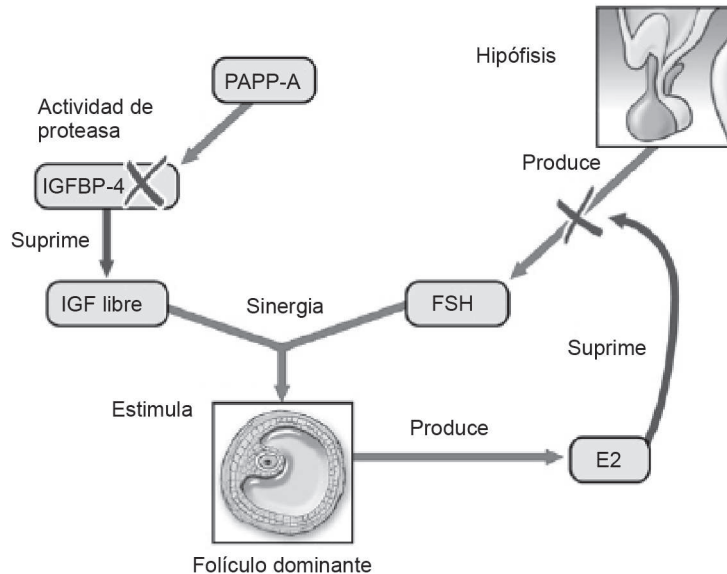 Hipófisis
PAPP-A
Actividad de
proteasa
Produce
IGFBP-4
Suprime
IGF libre
Sinergia
FSH
Suprime
Estimula
Produce
E2
Folículo dominante